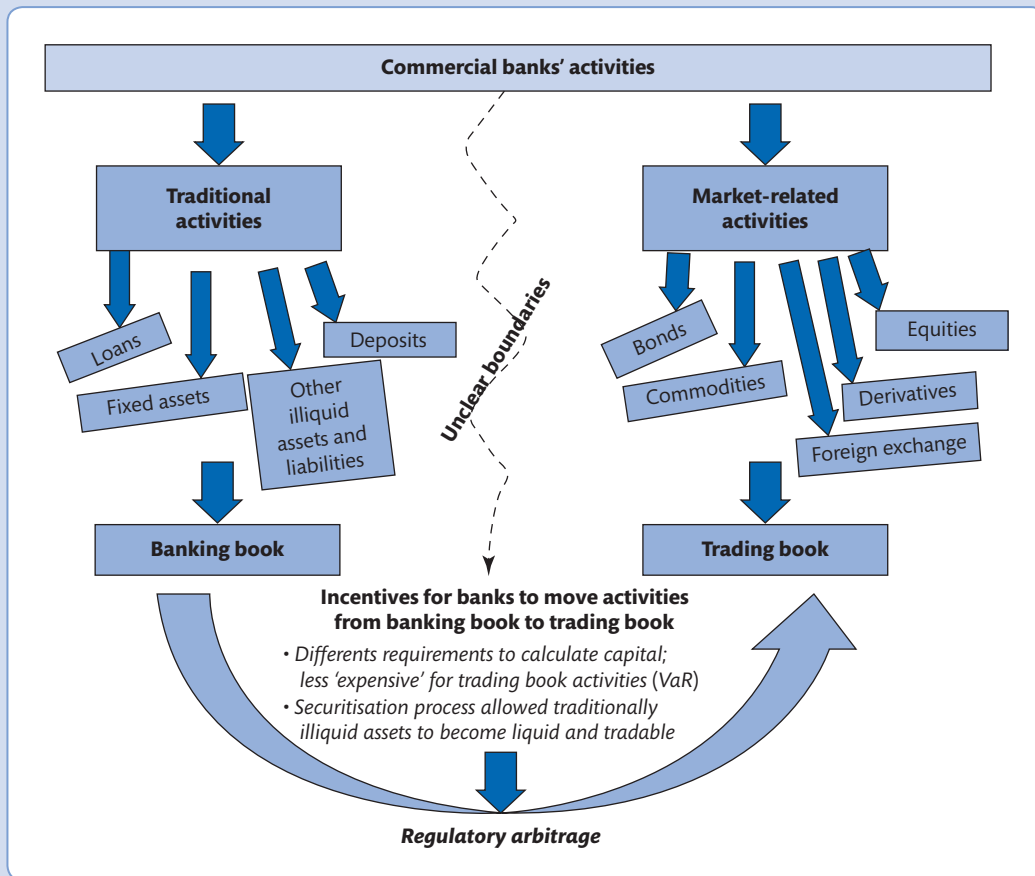 Commercial banks' activities
Traditional
activities
Market-related
activities
Loans
Fixed assets
Other
illiquid
assets and
liabilities
Deposits
Unclear boundaries
Bonds
Commodities
Foreign exchange
Derivatives
Equities
Banking book
Trading book
Incentives for banks to move activities
from banking book to trading book
• Differents requirements to calculate capital;
less 'expensive' for trading book activities (VaR)
• Securitisation process allowed traditionally
illiquid assets to become liquid and tradable
Regulatory arbitrage